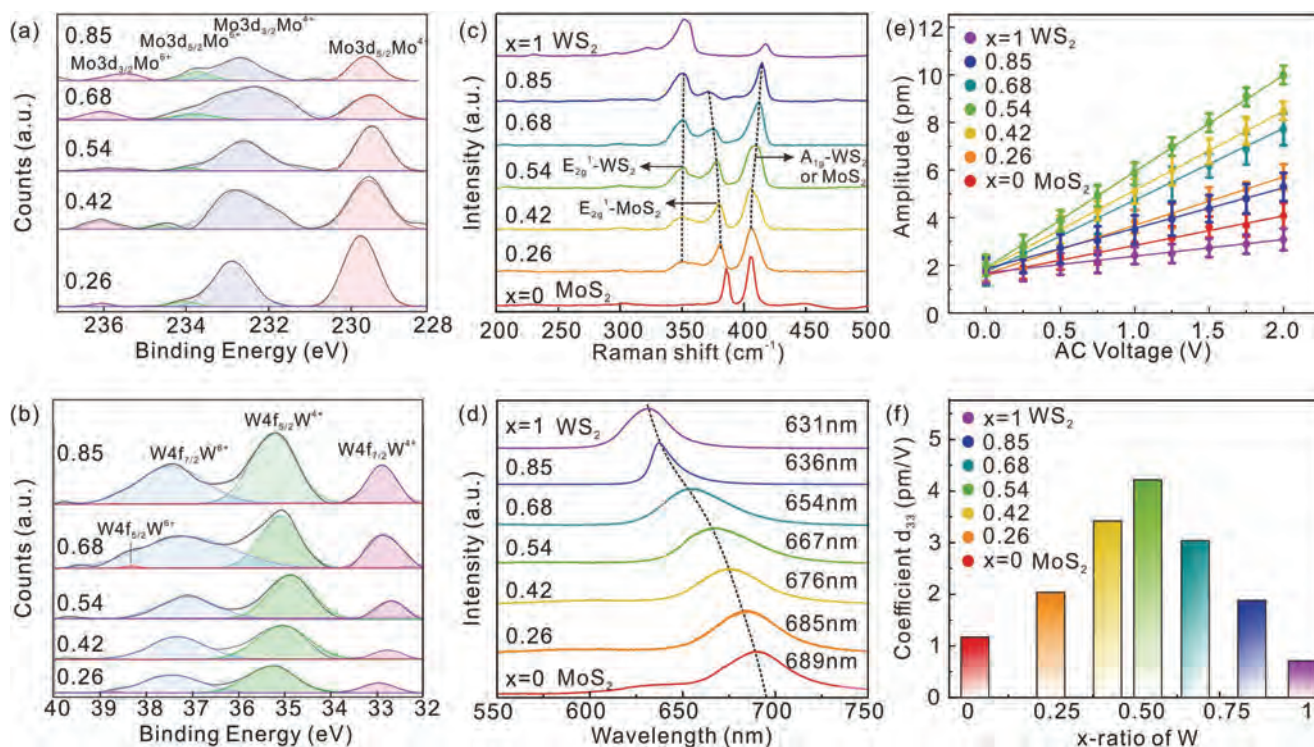 (a)
0.85
Mo3d3/2Mo6+
Mo3d5/2Mo6+
Mo3d3/2Mo4+
Mo3d5/2Mo4+
0.68
0.54
0.42
0.26
Counts (a.u.)
236 234 232 230 228
Binding Energy (eV)
(b)
0.85
W4f7/2W6+
W4f5/2W4+
W4f7/2W4+
0.68
W4f5/2W6+
0.54
0.42
0.26
Counts (a.u.)
40 39 38 37 36 35 34 33 32
Binding Energy (eV)
(c)
x=1 WS2
0.85
0.68
0.54
E2g1-WS2
A1g-WS2
or MoS2
0.42
E2g1-MoS2
0.26
x=0 MoS2
Intensity (a.u.)
200 250 300 350 400 450 500
Raman shift (cm-1)
(d)
x=1 WS2 631nm
0.85 636nm
0.68 654nm
0.54 667nm
0.42 676nm
0.26 685nm
x=0 MoS2 689nm
Intensity (a.u.)
550 600 650 700 750
Wavelength (nm)
(e)
12
10
8
6
4
2
0
x=1 WS2
0.85
0.68
0.54
0.42
0.26
x=0 MoS2
Amplitude (pm)
0.0 0.5 1.0 1.5 2.0
AC Voltage (V)
(f)
5
4
3
2
1
0
x=1 WS2
0.85
0.68
0.54
0.42
0.26
x=0 MoS2
Coefficient d33 (pm/V)
0 0.25 0.50 0.75 1
x-ratio of W